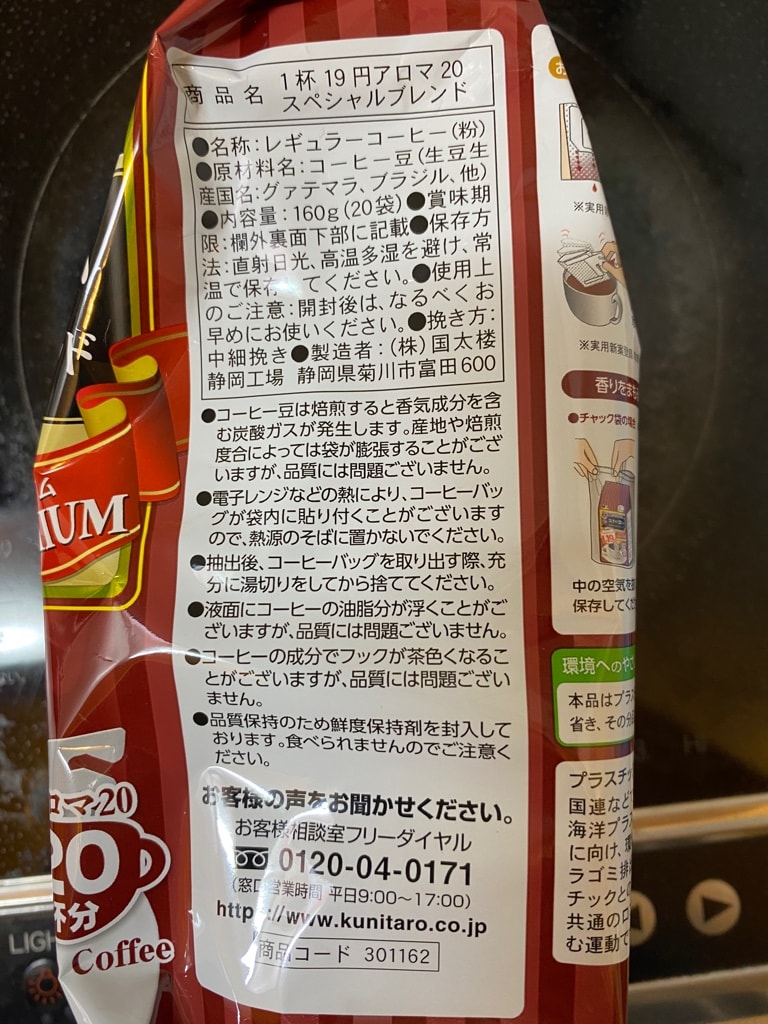 商品名 1杯19円アロマ20
スペシャルブレンド
●名称:レギュラーコーヒー(粉)
●原材料名:コーヒー豆(生豆生
産国名:グァテマラ、ブラジル、他)
●内容量:160g(20袋)●賞味期
限:欄外裏面下部に記載●保存方
法:直射日光、高温多湿を避け、常
温で保存してください。●使用上
のご注意:開封後は、なるべくお
早めにお使いください。●挽き方:
中細挽き●製造者:(株)国太楼
静岡工場 静岡県菊川市富田600
●コーヒー豆は焙煎すると香気成分を含
む炭酸ガスが発生します。産地や焙煎
度合によっては袋が膨張することがござ
いますが、品質には問題ございません。
●電子レンジなどの熱により、コーヒーバッ
グが袋内に貼り付くことがございます
ので、熱源のそばに置かないでください。
●抽出後、コーヒーバッグを取り出す際、充
分に湯切りをしてから捨ててください。
●液面にコーヒーの油脂分が浮くことがご
ざいますが、品質には問題ございません。
●コーヒーの成分でフックが茶色くなるこ
とがございますが、品質には問題ござい
ません。
●品質保持のため鮮度保持剤を封入して
おります。食べられませんのでご注意く
ださい。
お客様の声をお聞かせください。
お客様相談室フリーダイヤル
0120-04-0171
(窓口営業時間 平日9:00〜17:00)
http://www.kunitaro.co.jp
商品コード 301162
ム
IUM
ロマ20
20
杯分
Coffee
LIGH
お
※実用
※実用新案登録
香りをまも
●チャック袋の場合
中の空気を
保存してくだ
環境へのやさ
本品はプラス
省き、その分
プラスチッ
国連など
海洋プラ
に向け、環
ラゴミ排
チックとの
共通のロ
む運動で